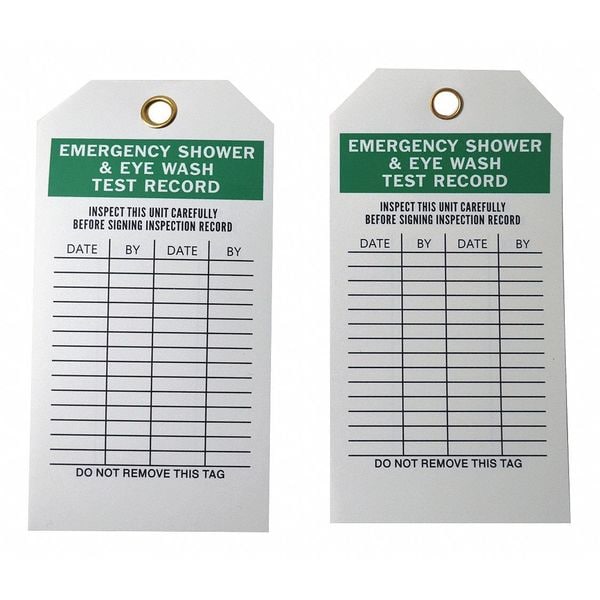 EMERGENCY SHOWER
& EYE WASH
TEST RECORD
INSPECT THIS UNIT CAREFULLY
BEFORE SIGNING INSPECTION RECORD
DATE BY DATE BY
DO NOT REMOVE THIS TAG
EMERGENCY SHOWER
& EYE WASH
TEST RECORD
INSPECT THIS UNIT CAREFULLY
BEFORE SIGNING INSPECTION RECORD
DATE BY DATE BY
DO NOT REMOVE THIS TAG